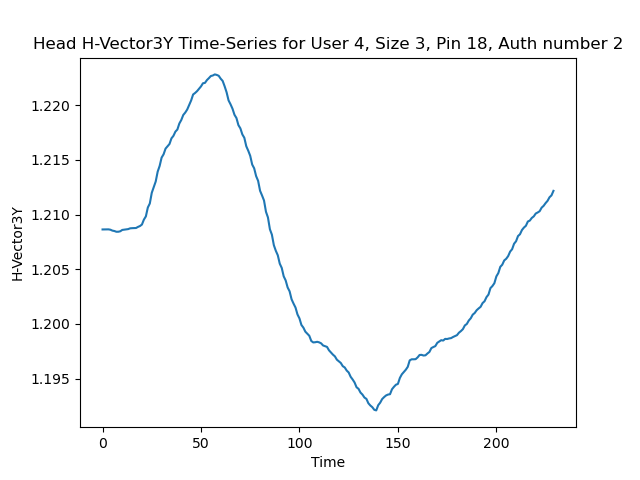 Head H-Vector3Y Time-Series for User 4, Size 3, Pin 18, Auth number 2
1.220
1.215
1.210
1.205
1.200
1.195
H-Vector3Y
0 50 100 150 200
Time